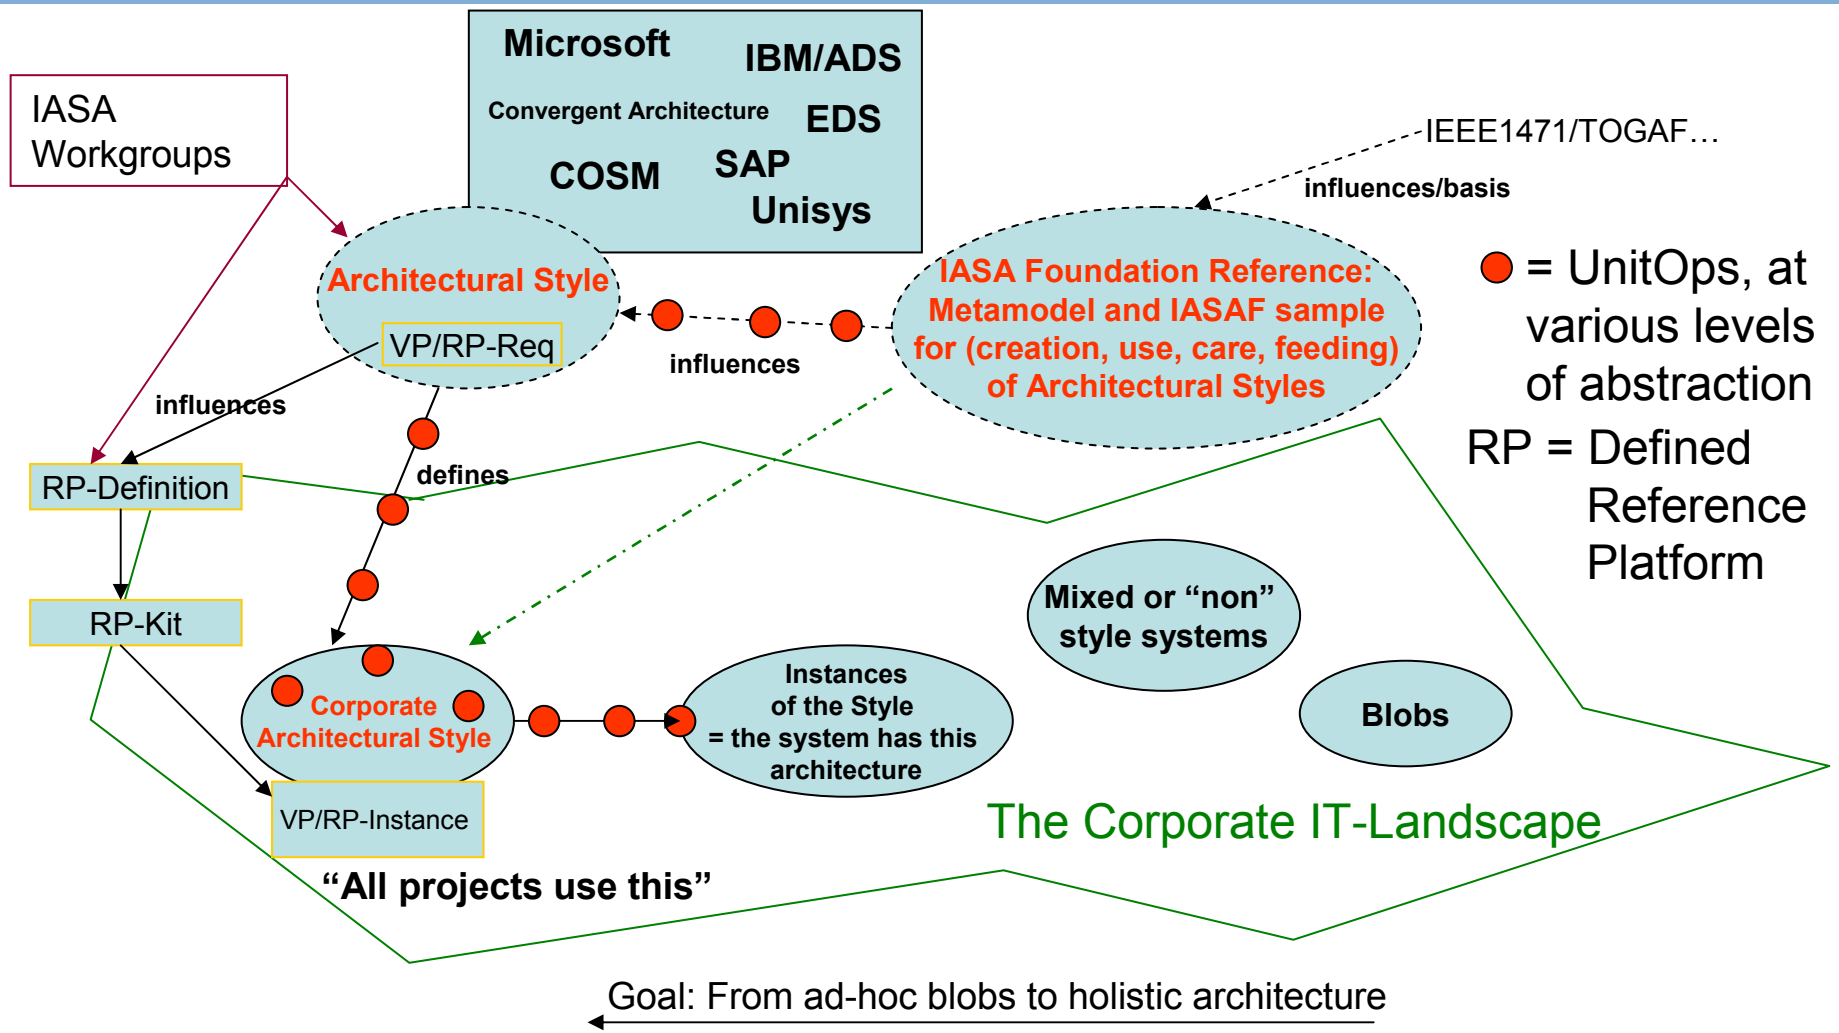 Microsoft
IBM/ADS
Convergent Architecture
EDS
COSM
SAP
Unisys
IASA
Workgroups
IEEE1471/TOGAF…
influences/basis
Architectural Style
VP/RP-Req
influences
IASA Foundation Reference:
Metamodel and IASAF sample
for (creation, use, care, feeding)
of Architectural Styles
= UnitOps, at
various levels
of abstraction
RP = Defined
Reference
Platform
influences
defines
RP-Definition
RP-Kit
Corporate
Architectural Style
VP/RP-Instance
“All projects use this”
Instances
of the Style
= the system has this
architecture
Mixed or “non”
style systems
Blobs
The Corporate IT-Landscape
Goal: From ad-hoc blobs to holistic architecture